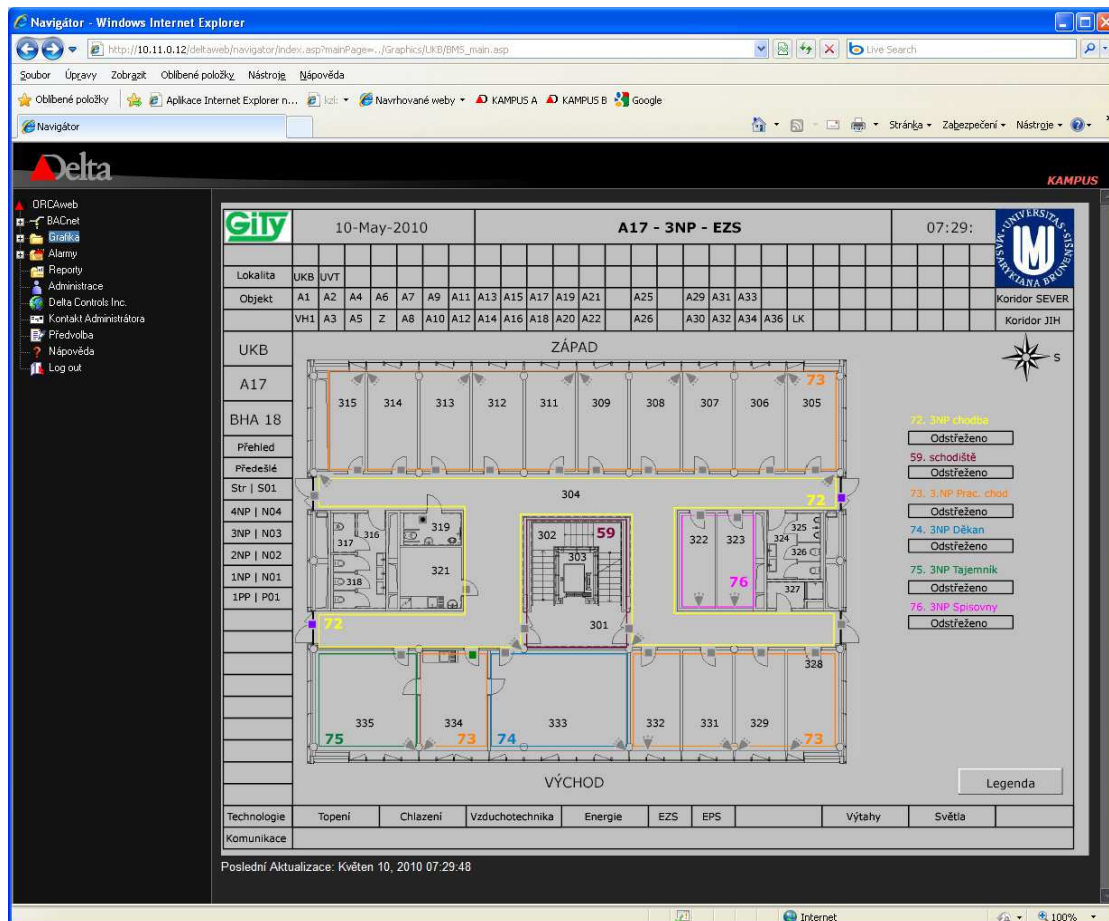 Navigátor - Windows Internet Explorer
http://10.11.0.12/deltaweb/navigator/index.asp?mainPage=../Graphics/UKB/BMS_main.asp
Live Search
Soubor Úpravy Zobrazit Oblíbené položky Nástroje Nápověda
Oblíbené položky Aplikace Internet Explorer n... Navrhované weby KAMPUS A KAMPUS B Google
Navigátor
Stránka Zabezpečení Nástroje
Delta
KAMPUS
ORCAweb
BACnet
Grafika
Alarmy
Reporty
Administrace
Delta Controls Inc.
Kontakt Administrátora
Předvolba
Nápověda
Log out
GiTy 10-May-2010 A17 - 3NP - EZS 07:29:
UNIVERSITAS MASARYKIANA BRUNENSIS
Lokalita UKB UVT
Objekt A1 A2 A4 A6 A7 A9 A11 A13 A15 A17 A19 A21 A25 A29 A31 A33 Koridor SEVER
VH1 A3 A5 Z A8 A10 A12 A14 A16 A18 A20 A22 A26 A30 A32 A34 A36 LK Koridor JIH
UKB
A17
BHA 18
Přehled
Předešlé
Str | S01
4NP | N04
3NP | N03
2NP | N02
1NP | N01
1PP | P01
ZÁPAD
S
73
315 314 313 312 311 309 308 307 306 305
304
72
317 316 319 302 59 322 323 324 325
303 326
318 321 76 327
72 301
328
335 334 333 332 331 329
75 73 74 73
VÝCHOD
72. 3NP chodba
Odstřeženo
59. schodiště
Odstřeženo
73. 3.NP Prac. chod
Odstřeženo
74. 3NP Děkan
Odstřeženo
75. 3NP Tajemník
Odstřeženo
76. 3NP Spisovny
Odstřeženo
Legenda
Technologie Topení Chlazení Vzduchotechnika Energie EZS EPS Výtahy Světla
Komunikace
Poslední Aktualizace: Květen 10, 2010 07:29:48
Internet 100%